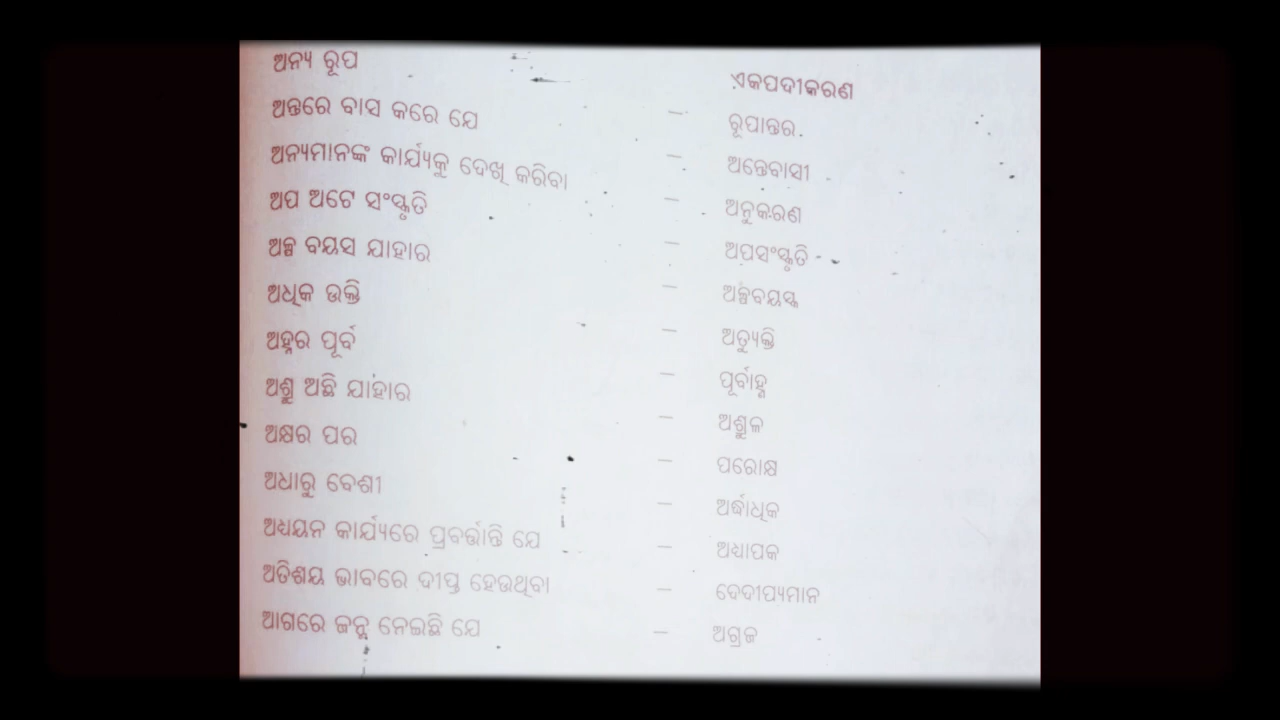 ଏକପଦୀକରଣ
ଅନ୍ୟ ରୂପ — ରୂପାନ୍ତର
ଅନ୍ତରେ ବାସ କରେ ଯେ — ଅନ୍ତେବାସୀ
ଅନ୍ୟମାନଙ୍କ କାର୍ଯ୍ୟକୁ ଦେଖି କରିବା — ଅନୁକରଣ
ଅପ ଅଟେ ସଂସ୍କୃତି — ଅପସଂସ୍କୃତି
ଅଳ୍ପ ବୟସ ଯାହାର — ଅଳ୍ପବୟସ୍କ
ଅଧିକ ଉକ୍ତି — ଅତ୍ୟୁକ୍ତି
ଅହ୍ନର ପୂର୍ବ — ପୂର୍ବାହ୍ନ
ଅଶ୍ରୁ ଅଛି ଯାହାର — ଅଶ୍ରୁଳ
ଅକ୍ଷର ପର — ପରୋକ୍ଷ
ଅଧାରୁ ବେଶୀ — ଅର୍ଦ୍ଧାଧିକ
ଅଧ୍ୟୟନ କାର୍ଯ୍ୟରେ ପ୍ରବର୍ତ୍ତାନ୍ତି ଯେ — ଅଧ୍ୟାପକ
ଅତିଶୟ ଭାବରେ ଦୀପ୍ତ ହେଉଥିବା — ଦେଦୀପ୍ୟମାନ
ଆଗରେ ଜନ୍ମ ନେଇଛି ଯେ — ଅଗ୍ରଜ